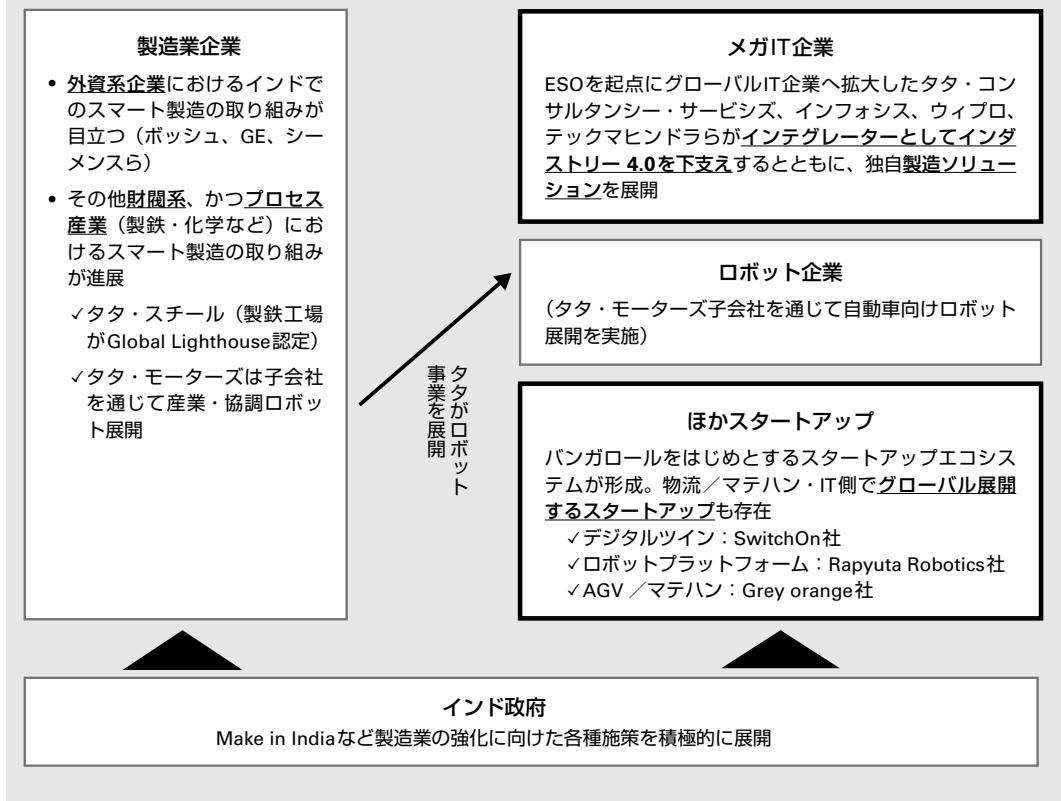 製造業企業
• 外資系企業におけるインドで
のスマート製造の取り組みが
目立つ（ボッシュ、GE、シー
メンスら）
• その他財閥系、かつプロセス
産業（製鉄・化学など）にお
けるスマート製造の取り組み
が進展
✓タタ・スチール（製鉄工場
がGlobal Lighthouse認定）
✓タタ・モーターズは子会社
を通じて産業・協調ロボッ
ト展開
タタがロボット
事業を展開
メガIT企業
ESOを起点にグローバルIT企業へ拡大したタタ・コン
サルタンシー・サービシズ、インフォシス、ウィプロ、
テックマヒンドラらがインテグレーターとしてインダ
ストリー 4.0を下支えするとともに、独自製造ソリュー
ションを展開
ロボット企業
（タタ・モーターズ子会社を通じて自動車向けロボット
展開を実施）
ほかスタートアップ
バンガロールをはじめとするスタートアップエコシス
テムが形成。物流／マテハン・IT側でグローバル展開
するスタートアップも存在
✓デジタルツイン：SwitchOn社
✓ロボットプラットフォーム：Rapyuta Robotics社
✓AGV ／マテハン：Grey orange社
インド政府
Make in Indiaなど製造業の強化に向けた各種施策を積極的に展開